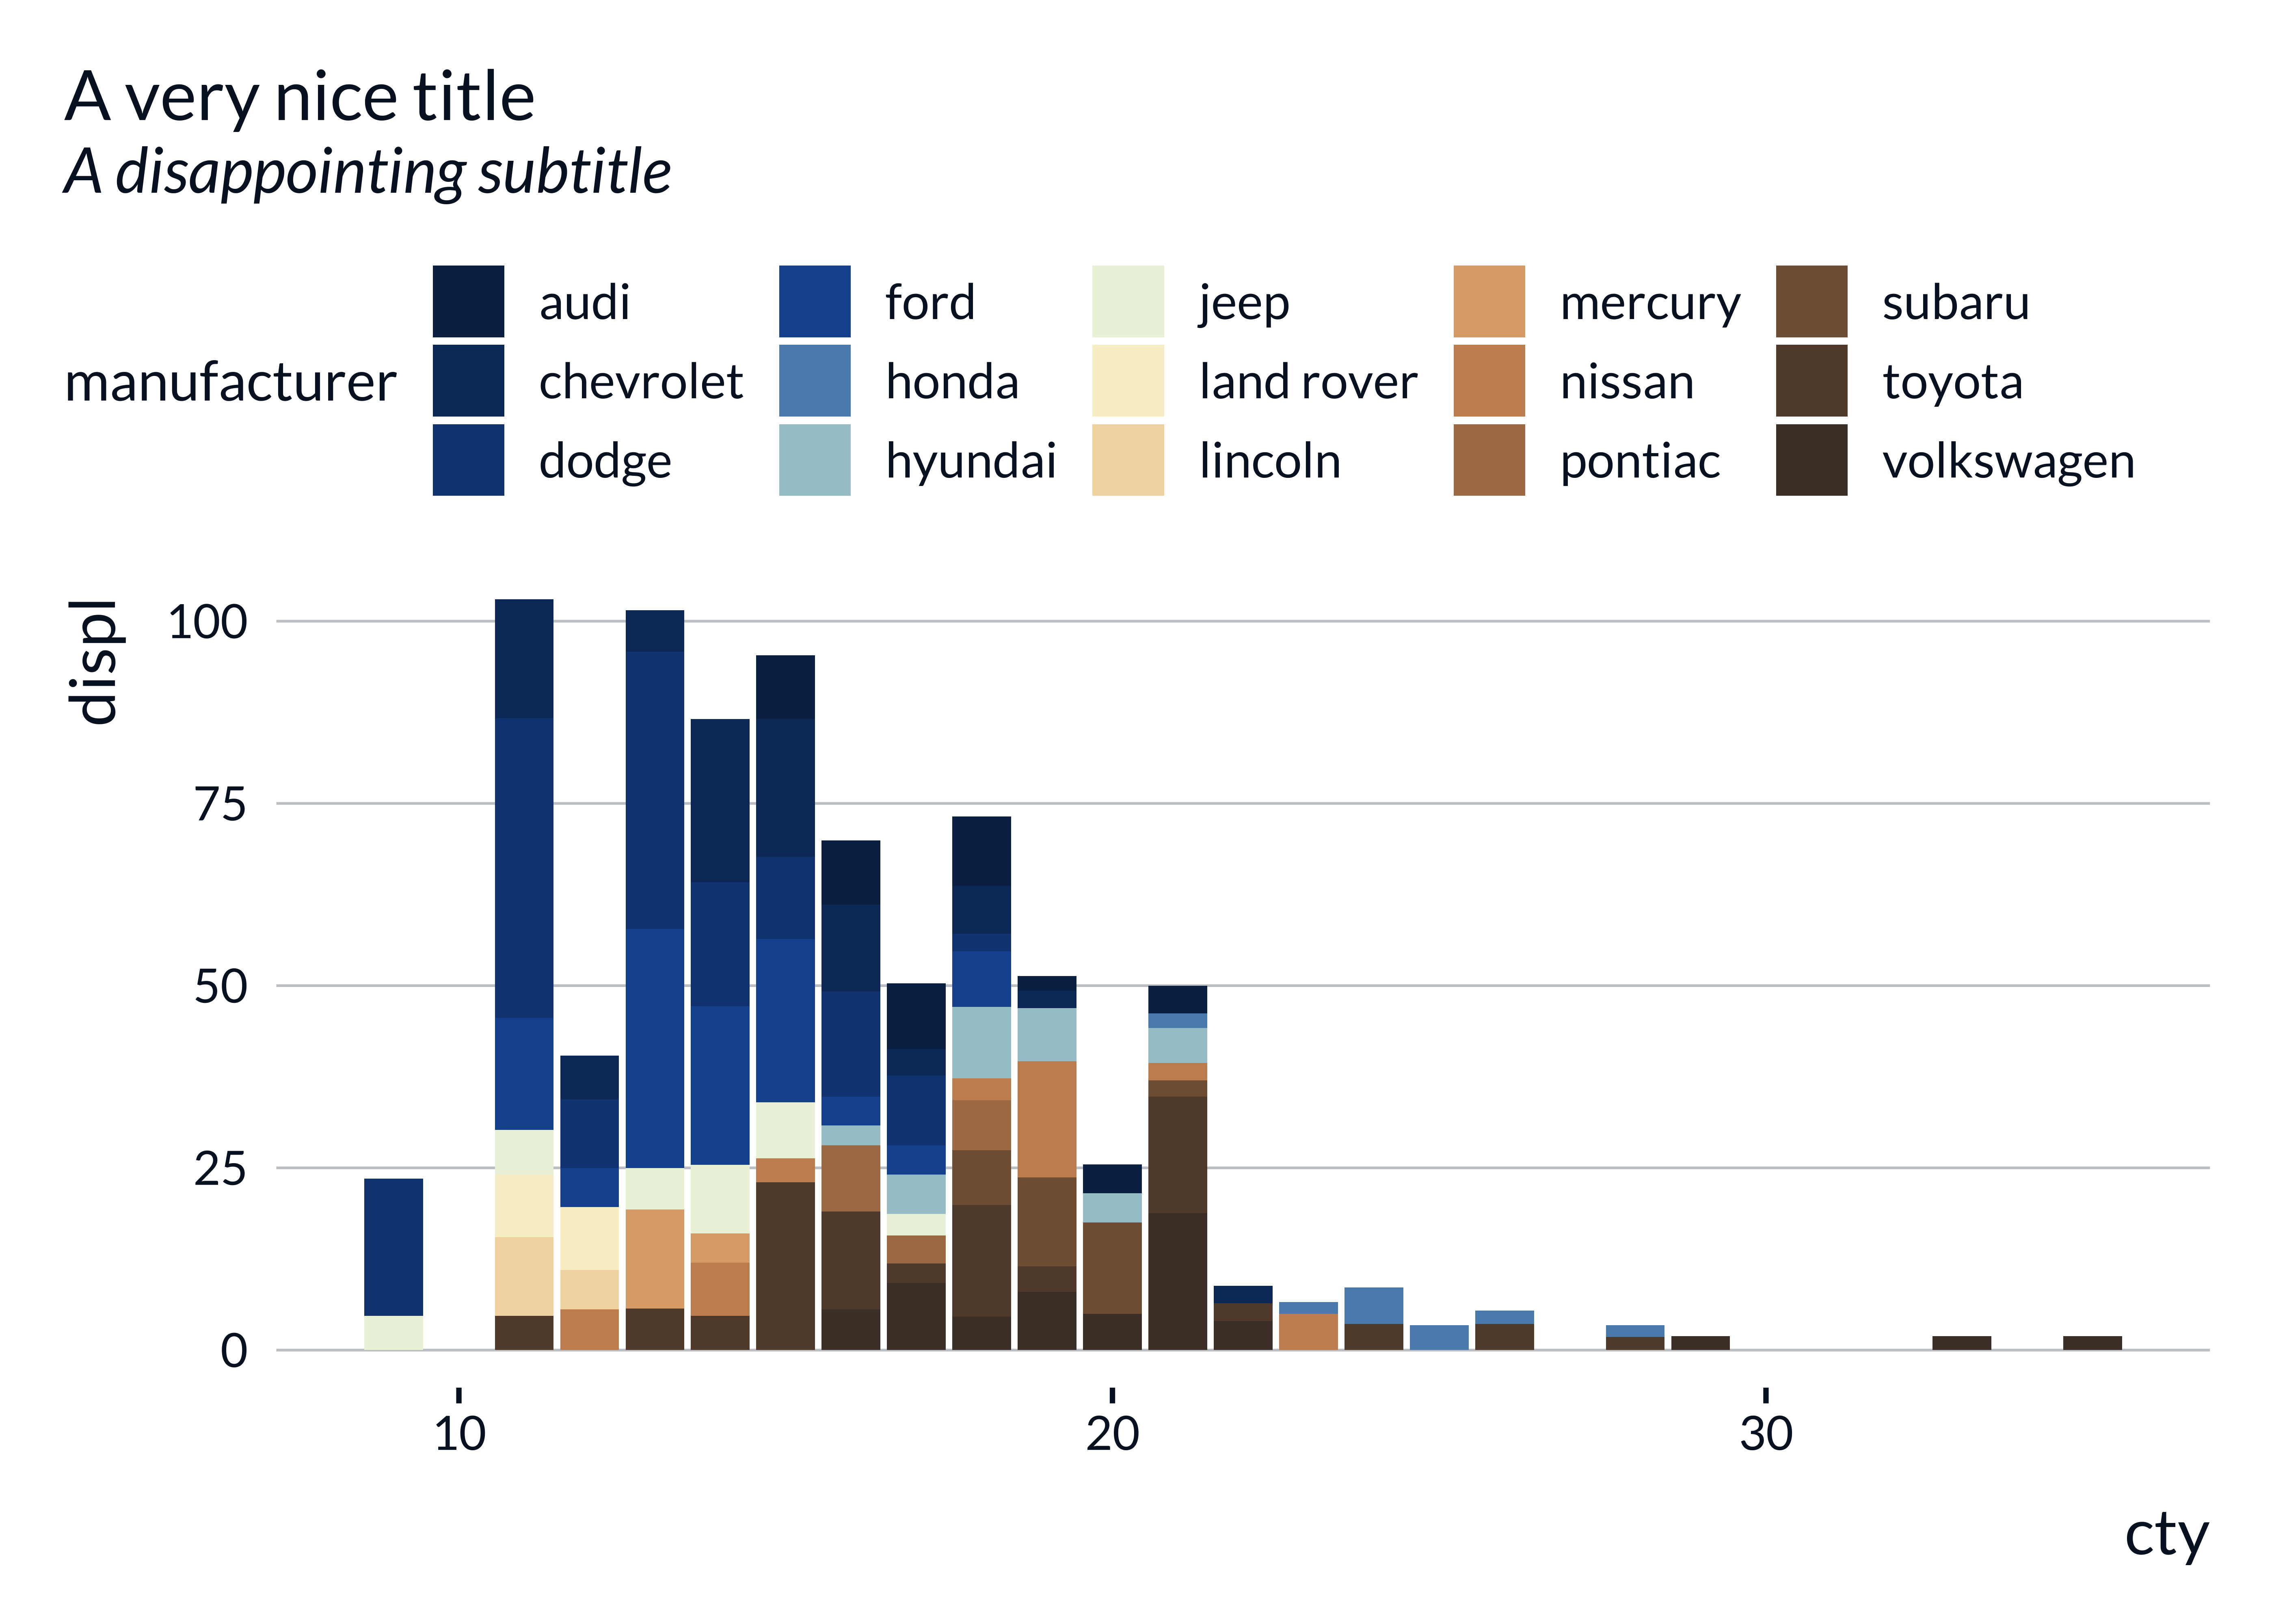 A very nice title
A disappointing subtitle
manufacturer
audi
chevrolet
dodge
ford
honda
hyundai
jeep
land rover
lincoln
mercury
nissan
pontiac
subaru
toyota
volkswagen
displ
100
75
50
25
0
10
20
30
cty